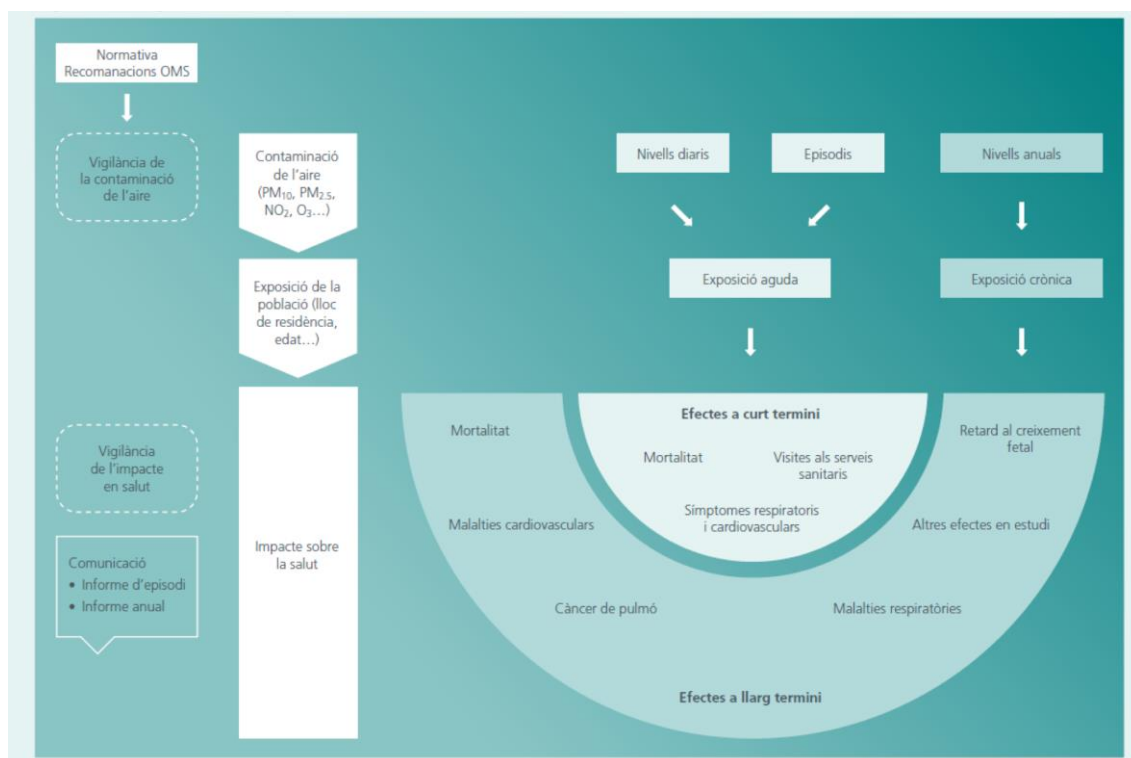 Normativa
Recomanacions OMS
Vigilància de
la contaminació
de l'aire
Contaminació
de l'aire
(PM₁₀, PM₂.₅,
NO₂, O₃...)
Nivells diaris
Episodis
Nivells anuals
Exposició de la
població (lloc
de residència,
edat...)
Exposició aguda
Exposició crònica
Vigilància
de l'impacte
en salut
Comunicació
• Informe d'episodi
• Informe anual
Impacte sobre
la salut
Efectes a curt termini
Mortalitat
Visites als serveis
sanitaris
Símptomes respiratoris
i cardiovasculars
Mortalitat
Retard al creixement
fetal
Malalties cardiovasculars
Altres efectes en estudi
Càncer de pulmó
Malalties respiratòries
Efectes a llarg termini